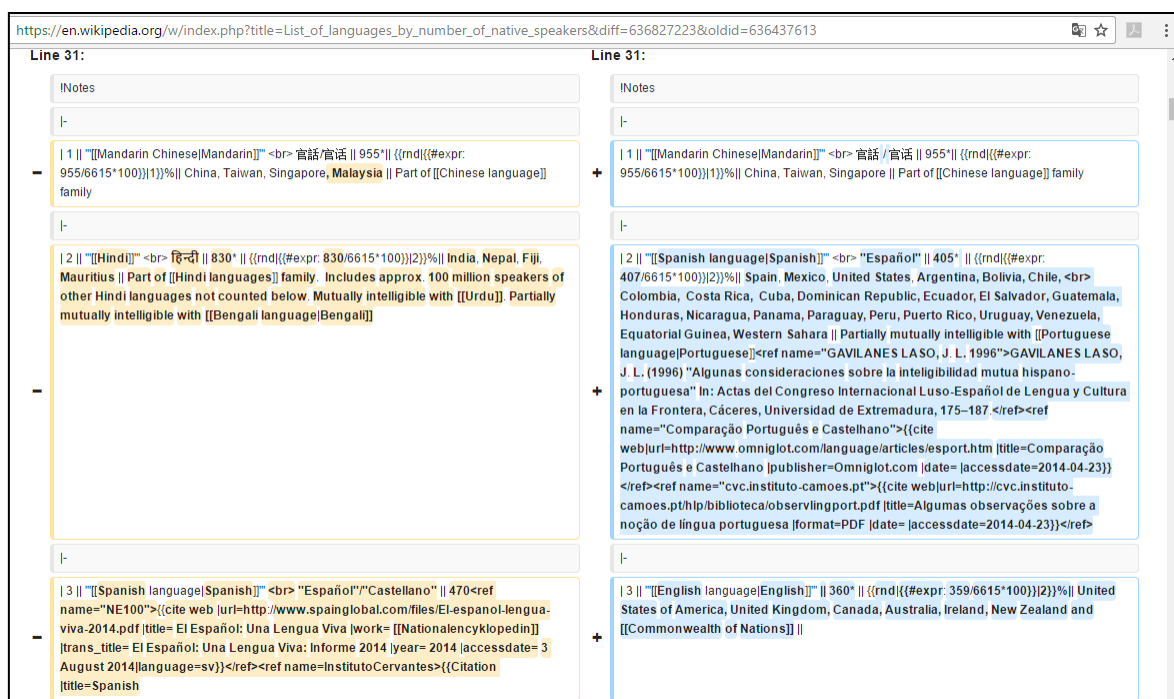 https://en.wikipedia.org/w/index.php?title=List_of_languages_by_number_of_native_speakers&diff=636827223&oldid=636437613
Line 31:
!Notes
|-
− | 1 || '''[[Mandarin Chinese|Mandarin]]''' <br> 官話/官话 || 955*|| {{rnd|{{#expr:
955/6615*100}}|1}}%|| China, Taiwan, Singapore, Malaysia || Part of [[Chinese language]]
family
|-
− | 2 || '''[[Hindi]]''' <br> हिन्दी || 830* || {{rnd|{{#expr: 830/6615*100}}|2}}%|| India, Nepal, Fiji,
Mauritius || Part of [[Hindi languages]] family. Includes approx. 100 million speakers of
other Hindi languages not counted below. Mutually intelligible with [[Urdu]]. Partially
mutually intelligible with [[Bengali language|Bengali]]
|-
− | 3 || '''[[Spanish language|Spanish]]''' <br> "Español"/"Castellano" || 470<ref
name="NE100">{{cite web |url=http://www.spainglobal.com/files/El-espanol-lengua-
viva-2014.pdf |title= El Español: Una Lengua Viva |work= [[Nationalencyklopedin]]
|trans_title= El Español: Una Lengua Viva: Informe 2014 |year= 2014 |accessdate= 3
August 2014|language=sv}}</ref><ref name=InstitutoCervantes>{{Citation
|title=Spanish
Line 31:
!Notes
|-
+ | 1 || '''[[Mandarin Chinese|Mandarin]]''' <br> 官話 / 官话 || 955*|| {{rnd|{{#expr:
955/6615*100}}|1}}%|| China, Taiwan, Singapore || Part of [[Chinese language]] family
|-
+ | 2 || '''[[Spanish language|Spanish]]''' <br> "Español" || 405* || {{rnd|{{#expr:
407/6615*100}}|2}}%|| Spain, Mexico, United States, Argentina, Bolivia, Chile, <br>
Colombia, Costa Rica, Cuba, Dominican Republic, Ecuador, El Salvador, Guatemala,
Honduras, Nicaragua, Panama, Paraguay, Peru, Puerto Rico, Uruguay, Venezuela,
Equatorial Guinea, Western Sahara || Partially mutually intelligible with [[Portuguese
language|Portuguese]]<ref name="GAVILANES LASO, J. L. 1996">GAVILANES LASO,
J. L. (1996) "Algunas consideraciones sobre la inteligibilidad mutua hispano-
portuguesa" In: Actas del Congreso Internacional Luso-Español de Lengua y Cultura
en la Frontera, Cáceres, Universidad de Extremadura, 175–187.</ref><ref
name="Comparação Português e Castelhano">{{cite
web|url=http://www.omniglot.com/language/articles/esport.htm |title=Comparação
Português e Castelhano |publisher=Omniglot.com |date= |accessdate=2014-04-23}}
</ref><ref name="cvc.instituto-camoes.pt">{{cite web|url=http://cvc.instituto-
camoes.pt/hlp/biblioteca/observlingport.pdf |title=Algumas observações sobre a
noção de língua portuguesa |format=PDF |date= |accessdate=2014-04-23}}</ref>
|-
+ | 3 || '''[[English language|English]]''' || 360* || {{rnd|{{#expr: 359/6615*100}}|2}}%|| United
States of America, United Kingdom, Canada, Australia, Ireland, New Zealand and
[[Commonwealth of Nations]] ||